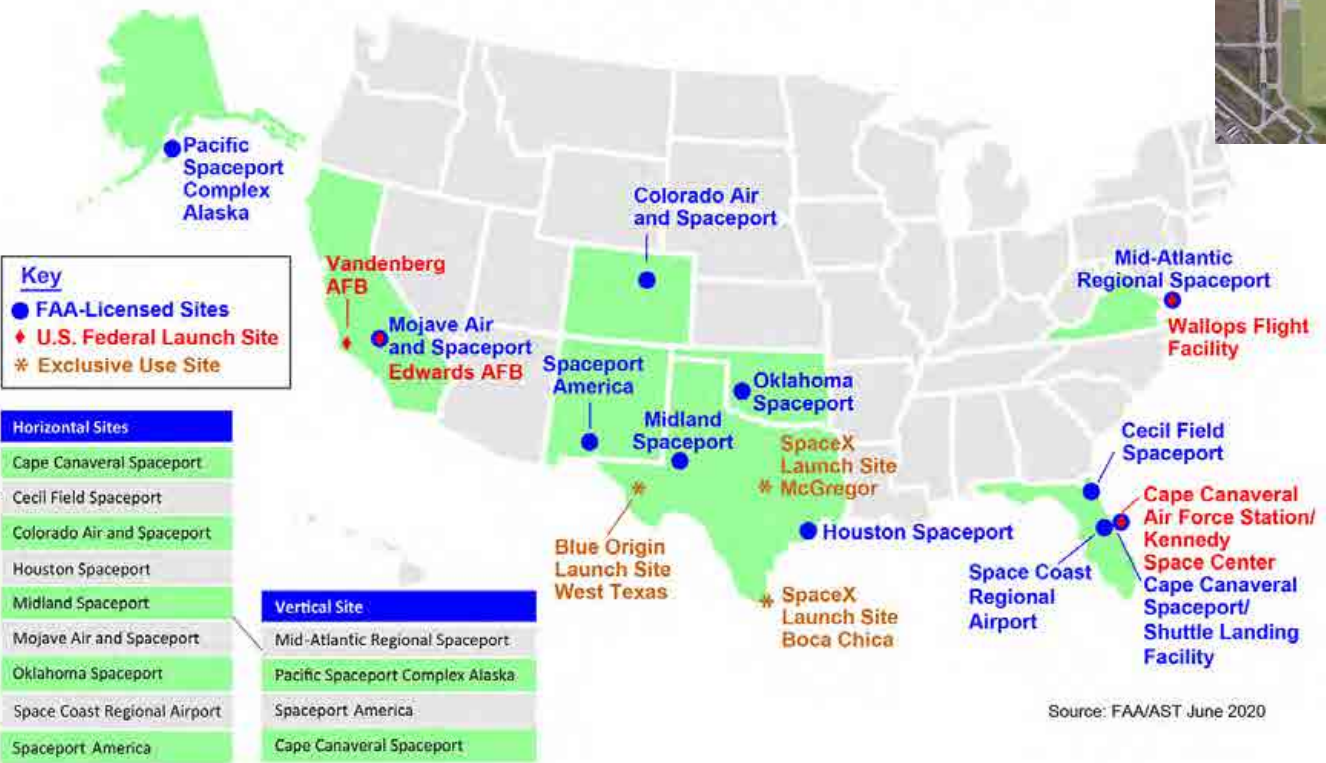 Pacific
Spaceport
Complex
Alaska
Colorado Air
and Spaceport
Mid-Atlantic
Regional Spaceport
Wallops Flight
Facility
Key
FAA-Licensed Sites
U.S. Federal Launch Site
Exclusive Use Site
Vandenberg
AFB
Mojave Air
and Spaceport
Edwards AFB
Spaceport
America
Midland
Spaceport
Oklahoma
Spaceport
SpaceX
Launch Site
McGregor
Cecil Field
Spaceport
Cape Canaveral
Air Force Station/
Kennedy
Space Center
Cape Canaveral
Spaceport/
Shuttle Landing
Facility
Space Coast
Regional
Airport
Houston Spaceport
Blue Origin
Launch Site
West Texas
SpaceX
Launch Site
Boca Chica
Horizontal Sites
Cape Canaveral Spaceport
Cecil Field Spaceport
Colorado Air and Spaceport
Houston Spaceport
Midland Spaceport
Mojave Air and Spaceport
Oklahoma Spaceport
Space Coast Regional Airport
Spaceport America
Vertical Site
Mid-Atlantic Regional Spaceport
Pacific Spaceport Complex Alaska
Spaceport America
Cape Canaveral Spaceport
Source: FAA/AST June 2020